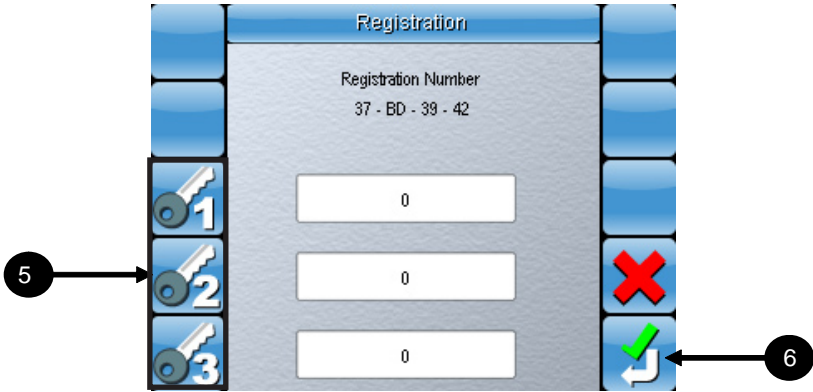 Registration
Registration Number
37 - BD - 39 - 42
1 0
5 2 0
3 0 6